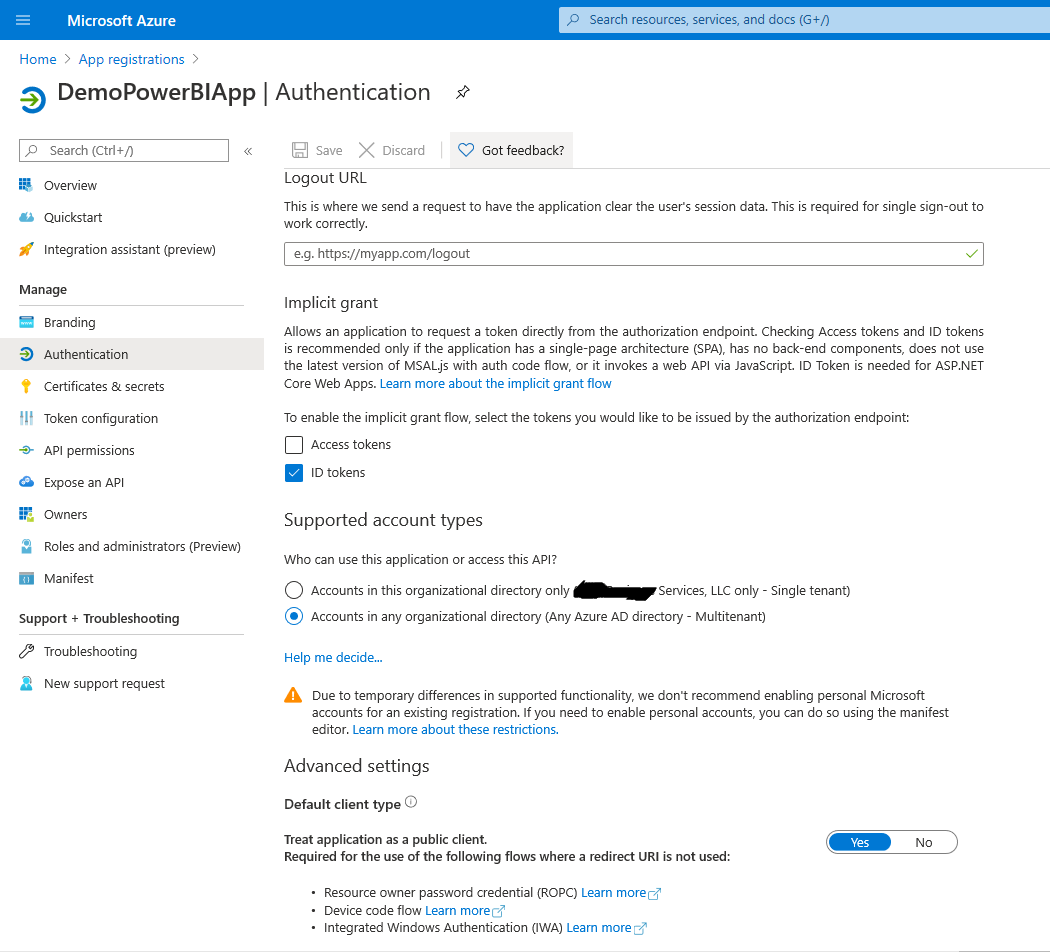 Microsoft Azure
Search resources, services, and docs (G+/)
Home > App registrations >
DemoPowerBIApp | Authentication
Search (Ctrl+/)
«
Save
Discard
Got feedback?
Overview
Quickstart
Integration assistant (preview)
Manage
Branding
Authentication
Certificates & secrets
Token configuration
API permissions
Expose an API
Owners
Roles and administrators (Preview)
Manifest
Support + Troubleshooting
Troubleshooting
New support request
Logout URL
This is where we send a request to have the application clear the user's session data. This is required for single sign-out to
work correctly.
e.g. https://myapp.com/logout
Implicit grant
Allows an application to request a token directly from the authorization endpoint. Checking Access tokens and ID tokens
is recommended only if the application has a single-page architecture (SPA), has no back-end components, does not use
the latest version of MSAL.js with auth code flow, or it invokes a web API via JavaScript. ID Token is needed for ASP.NET
Core Web Apps. Learn more about the implicit grant flow
To enable the implicit grant flow, select the tokens you would like to be issued by the authorization endpoint:
Access tokens
ID tokens
Supported account types
Who can use this application or access this API?
Accounts in this organizational directory only Services, LLC only - Single tenant)
Accounts in any organizational directory (Any Azure AD directory - Multitenant)
Help me decide...
Due to temporary differences in supported functionality, we don't recommend enabling personal Microsoft
accounts for an existing registration. If you need to enable personal accounts, you can do so using the manifest
editor. Learn more about these restrictions.
Advanced settings
Default client type
Treat application as a public client.
Required for the use of the following flows where a redirect URI is not used:
Yes
No
• Resource owner password credential (ROPC) Learn more
• Device code flow Learn more
• Integrated Windows Authentication (IWA) Learn more